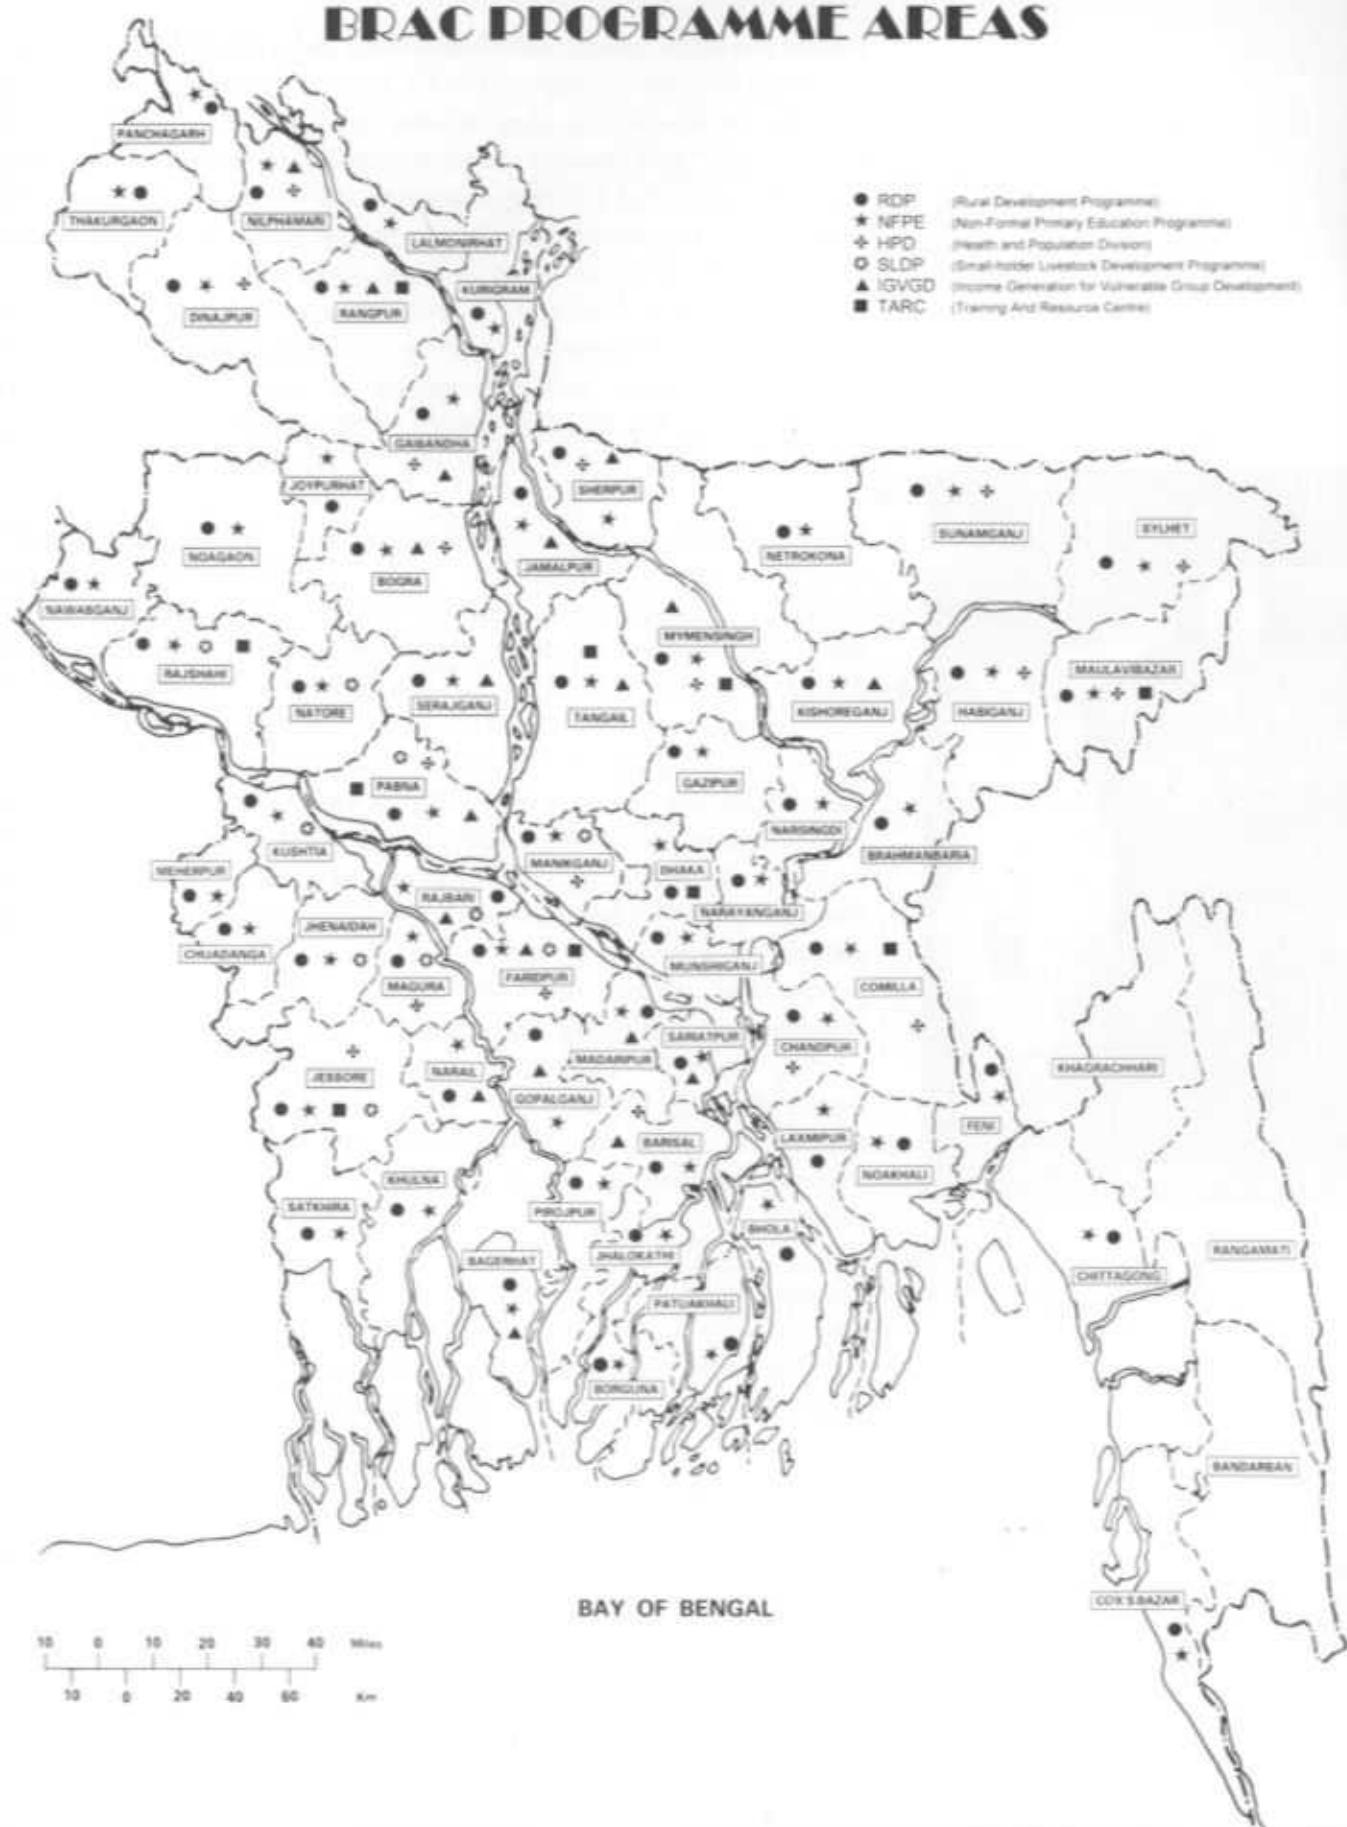 BRAC PROGRAMME AREAS
RDP (Rural Development Programme)
NFPE (Non-Formal Primary Education Programme)
HPD (Health and Population Division)
SLDP (Small-holder Livestock Development Programme)
IGVGD (Income Generation for Vulnerable Group Development)
TARC (Training And Resource Centre)
PANCHAGARH
THAKURGAON
NILPHAMARI
LALMONIRHAT
DINAJPUR
RANGPUR
KURIGRAM
GAIBANDHA
JOYPURHAT
SHERPUR
NOAGAON
BOGRA
JAMALPUR
NETROKONA
SUNAMGANJ
SYLHET
NAWABGANJ
RAJSHAHI
NATORE
SERAJGANJ
TANGAIL
MYMENSINGH
KISHOREGANJ
HABIGANJ
MAULAVIBAZAR
PABNA
GAZIPUR
NARSINGDI
BRAHMANBARIA
KUSHTIA
MEHERPUR
MANIKGANJ
DHAKA
NARAYANGANJ
RAJBARI
CHUADANGA
JHENAIDAH
MAGURA
FARIDPUR
MUNSHIGANJ
COMILLA
JESSORE
NARAIL
MADARIPUR
SARIATPUR
CHANDPUR
KHAGRACHHARI
GOPALGANJ
BARISAL
LAXMIPUR
NOAKHALI
FENI
SATKHIRA
KHULNA
PIROJPUR
BHOLA
BAGERHAT
JHALOKATHI
PATUAKHALI
BORGUNA
CHITTAGONG
RANGAMATI
BANDARBAN
COX'S BAZAR
BAY OF BENGAL
10 0 10 20 30 40 Miles
10 0 20 40 60 Km